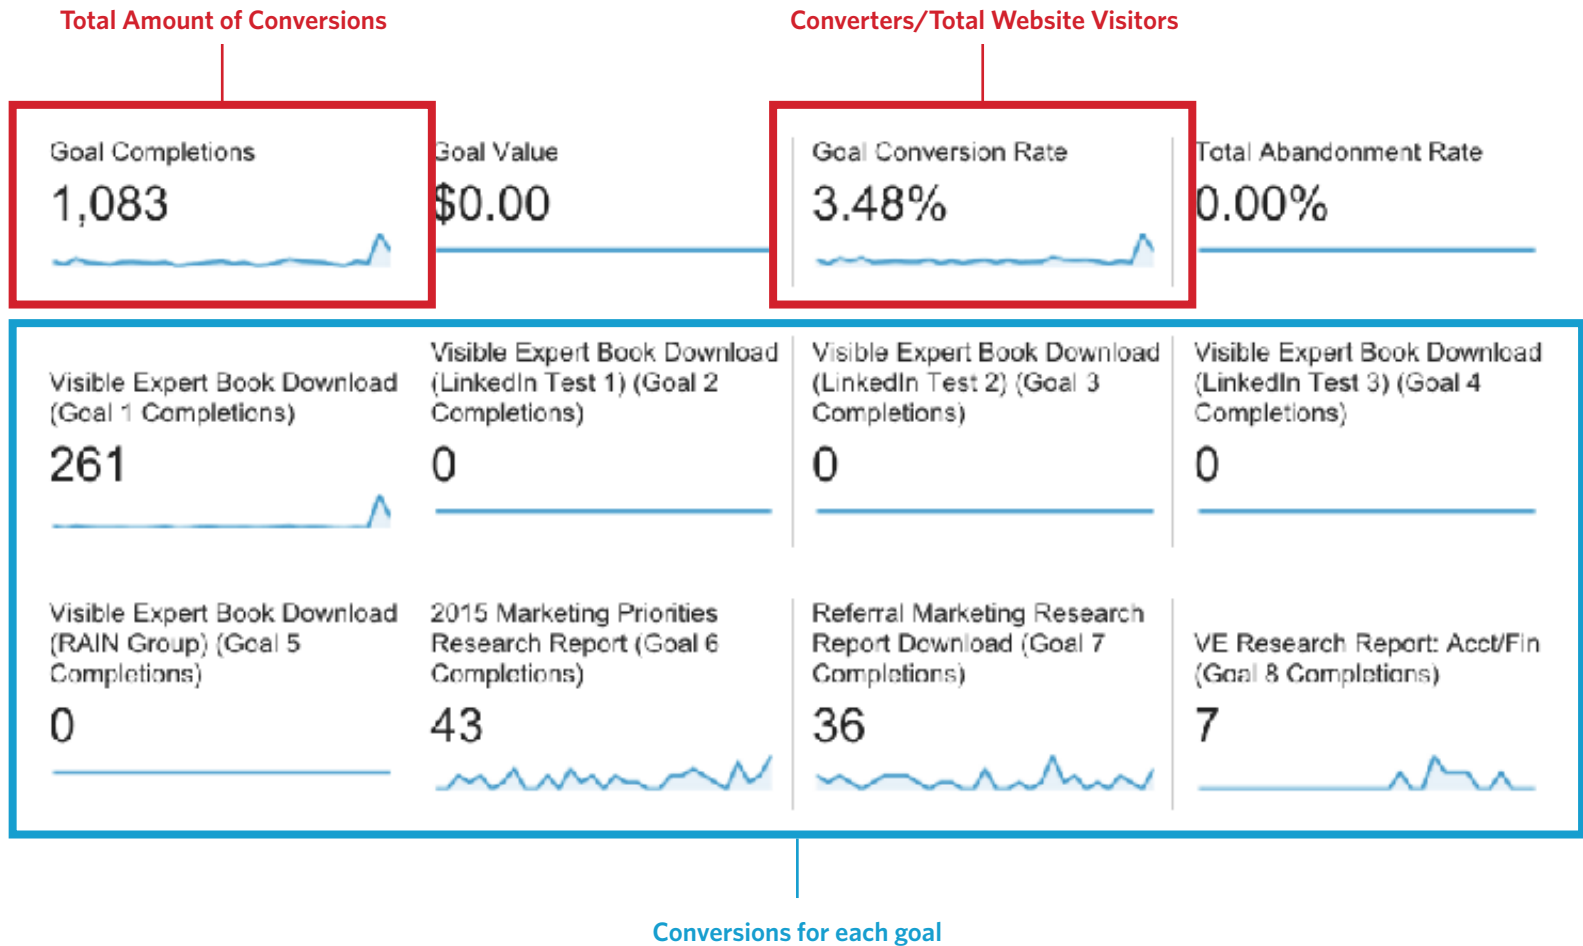 Total Amount of Conversions
Converters/Total Website Visitors
Goal Completions
1,083
Goal Value
$0.00
Goal Conversion Rate
3.48%
Total Abandonment Rate
0.00%
Visible Expert Book Download
(Goal 1 Completions)
261
Visible Expert Book Download
(LinkedIn Test 1) (Goal 2
Completions)
0
Visible Expert Book Download
(LinkedIn Test 2) (Goal 3
Completions)
0
Visible Expert Book Download
(LinkedIn Test 3) (Goal 4
Completions)
0
Visible Expert Book Download
(RAIN Group) (Goal 5
Completions)
0
2015 Marketing Priorities
Research Report (Goal 6
Completions)
43
Referral Marketing Research
Report Download (Goal 7
Completions)
36
VE Research Report: Acct/Fin
(Goal 8 Completions)
7
Conversions for each goal